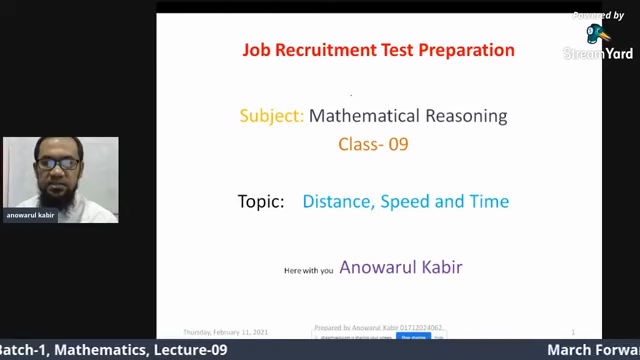 Powered by
StreamYard
Job Recruitment Test Preparation
Subject: Mathematical Reasoning
Class- 09
Topic: Distance, Speed and Time
anowarul kabir
Here with you Anowarul Kabir
Prepared by Anowarul Kabir 01712024062.
Thursday, February 11, 2021
1
Batch-1, Mathematics, Lecture-09
March Forwa